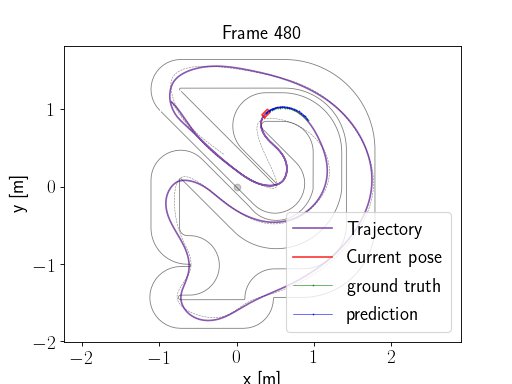 Frame 480
1
0
−1
−2
y [m]
−2 −1 0 1 2
x [m]
Trajectory
Current pose
ground truth
prediction